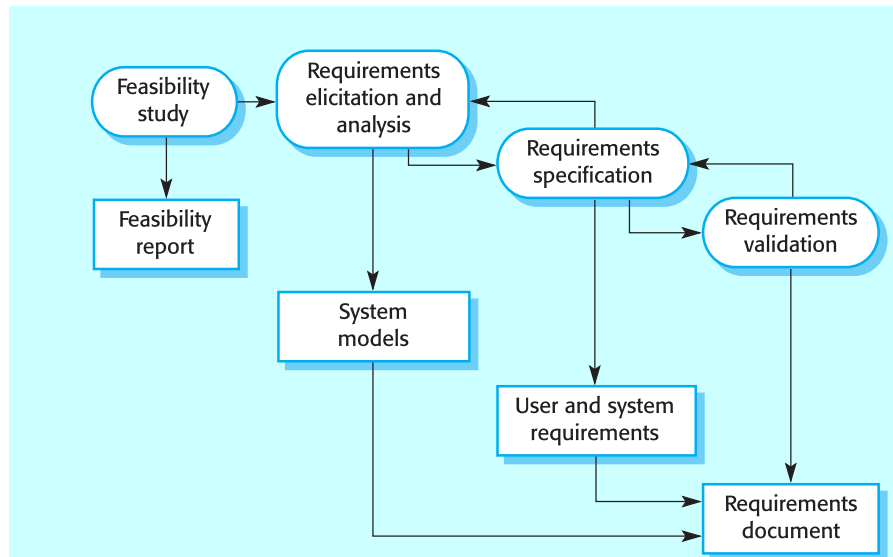 Feasibility
study
Requirements
elicitation and
analysis
Requirements
specification
Requirements
validation
Feasibility
report
System
models
User and system
requirements
Requirements
document